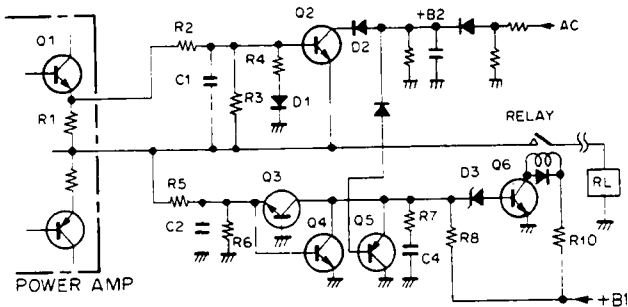 Q1
R1
R2
C1
R3
R4
D1
Q2
D2
+B2
AC
RELAY
RL
R5
C2
R6
Q3
Q4
Q5
R7
C4
D3
Q6
R8
R10
+B1
POWER AMP